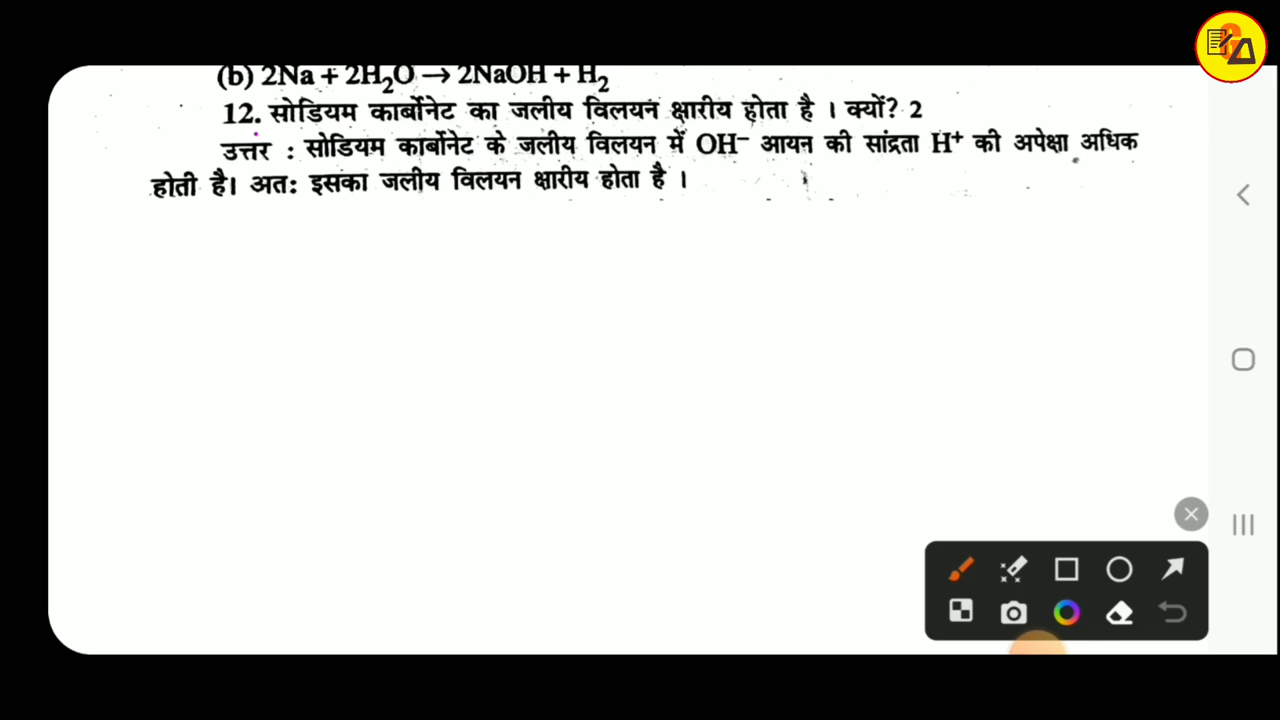 (b) 2Na + 2H₂O → 2NaOH + H₂
12. सोडियम कार्बोनेट का जलीय विलयन क्षारीय होता है । क्यों? 2
उत्तर : सोडियम कार्बोनेट के जलीय विलयन में OH⁻ आयन की सांद्रता H⁺ की अपेक्षा अधिक
होती है। अत: इसका जलीय विलयन क्षारीय होता है ।